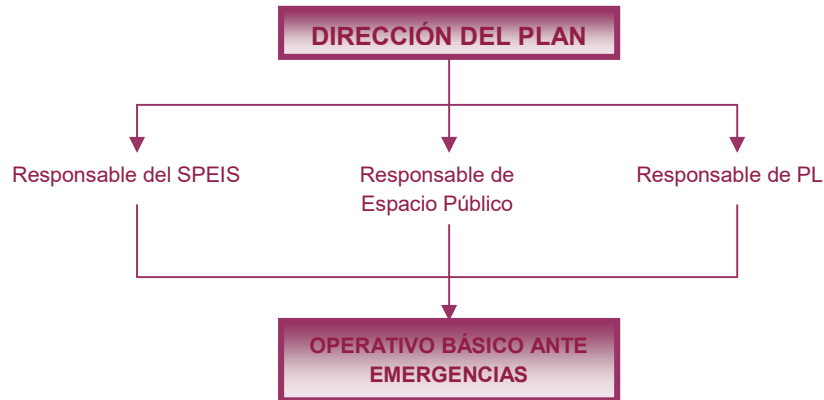 DIRECCIÓN DEL PLAN
Responsable del SPEIS
Responsable de
Espacio Público
Responsable de PL
OPERATIVO BÁSICO ANTE
EMERGENCIAS